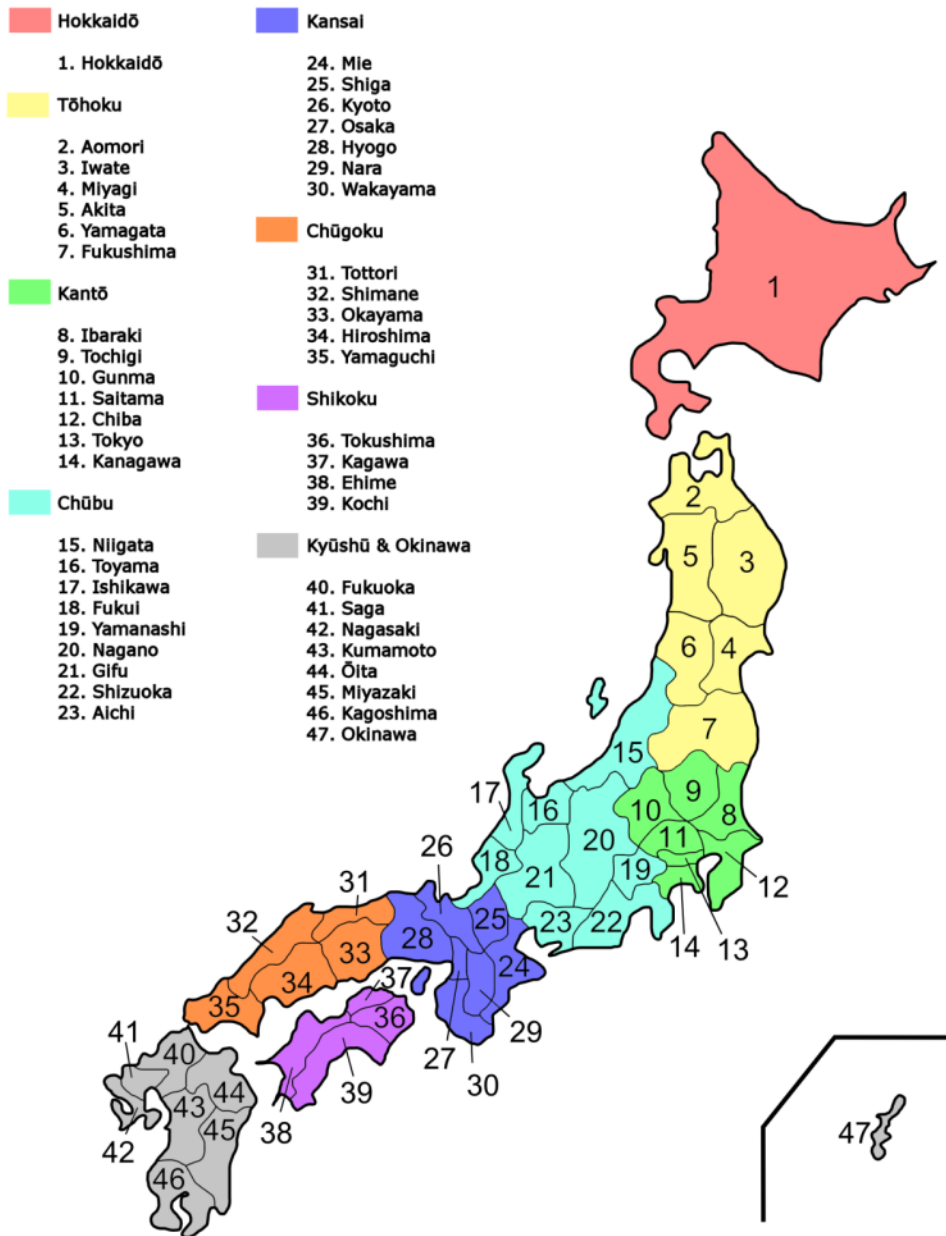 Hokkaidō
1. Hokkaidō
Tōhoku
2. Aomori
3. Iwate
4. Miyagi
5. Akita
6. Yamagata
7. Fukushima
Kantō
8. Ibaraki
9. Tochigi
10. Gunma
11. Saitama
12. Chiba
13. Tokyo
14. Kanagawa
Chūbu
15. Niigata
16. Toyama
17. Ishikawa
18. Fukui
19. Yamanashi
20. Nagano
21. Gifu
22. Shizuoka
23. Aichi
Kansai
24. Mie
25. Shiga
26. Kyoto
27. Osaka
28. Hyogo
29. Nara
30. Wakayama
Chūgoku
31. Tottori
32. Shimane
33. Okayama
34. Hiroshima
35. Yamaguchi
Shikoku
36. Tokushima
37. Kagawa
38. Ehime
39. Kochi
Kyūshū & Okinawa
40. Fukuoka
41. Saga
42. Nagasaki
43. Kumamoto
44. Ōita
45. Miyazaki
46. Kagoshima
47. Okinawa
1
2
5
3
6
4
7
15
9
17
16
10
8
20
11
18
21
19
12
26
31
25
23
22
14
13
32
28
33
24
37
34
35
36
29
27
30
41
40
39
44
43
38
42
45
46
47